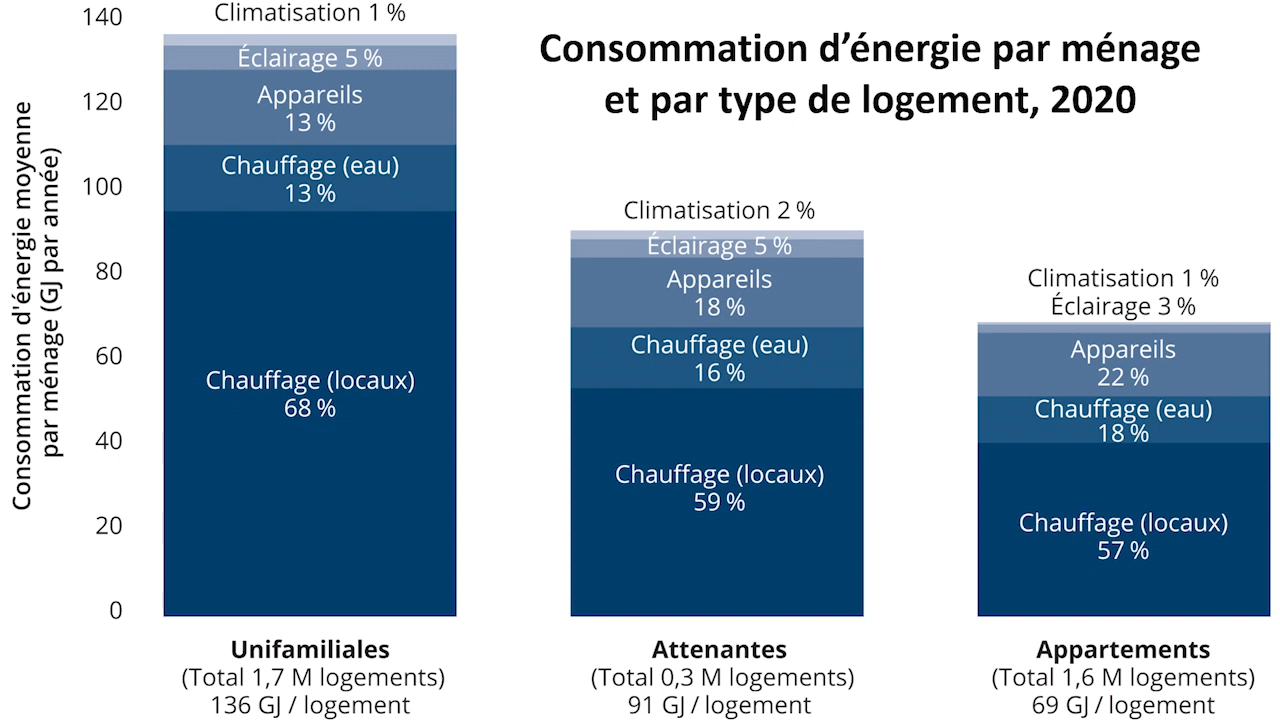 Consommation d’énergie par ménage
et par type de logement, 2020
Consommation d'énergie moyenne
par ménage (GJ par année)
140
120
100
80
60
40
20
0
Climatisation 1 %
Éclairage 5 %
Appareils
13 %
Chauffage (eau)
13 %
Chauffage (locaux)
68 %
Unifamiliales
(Total 1,7 M logements)
136 GJ / logement
Climatisation 2 %
Éclairage 5 %
Appareils
18 %
Chauffage (eau)
16 %
Chauffage (locaux)
59 %
Attenantes
(Total 0,3 M logements)
91 GJ / logement
Climatisation 1 %
Éclairage 3 %
Appareils
22 %
Chauffage (eau)
18 %
Chauffage (locaux)
57 %
Appartements
(Total 1,6 M logements)
69 GJ / logement